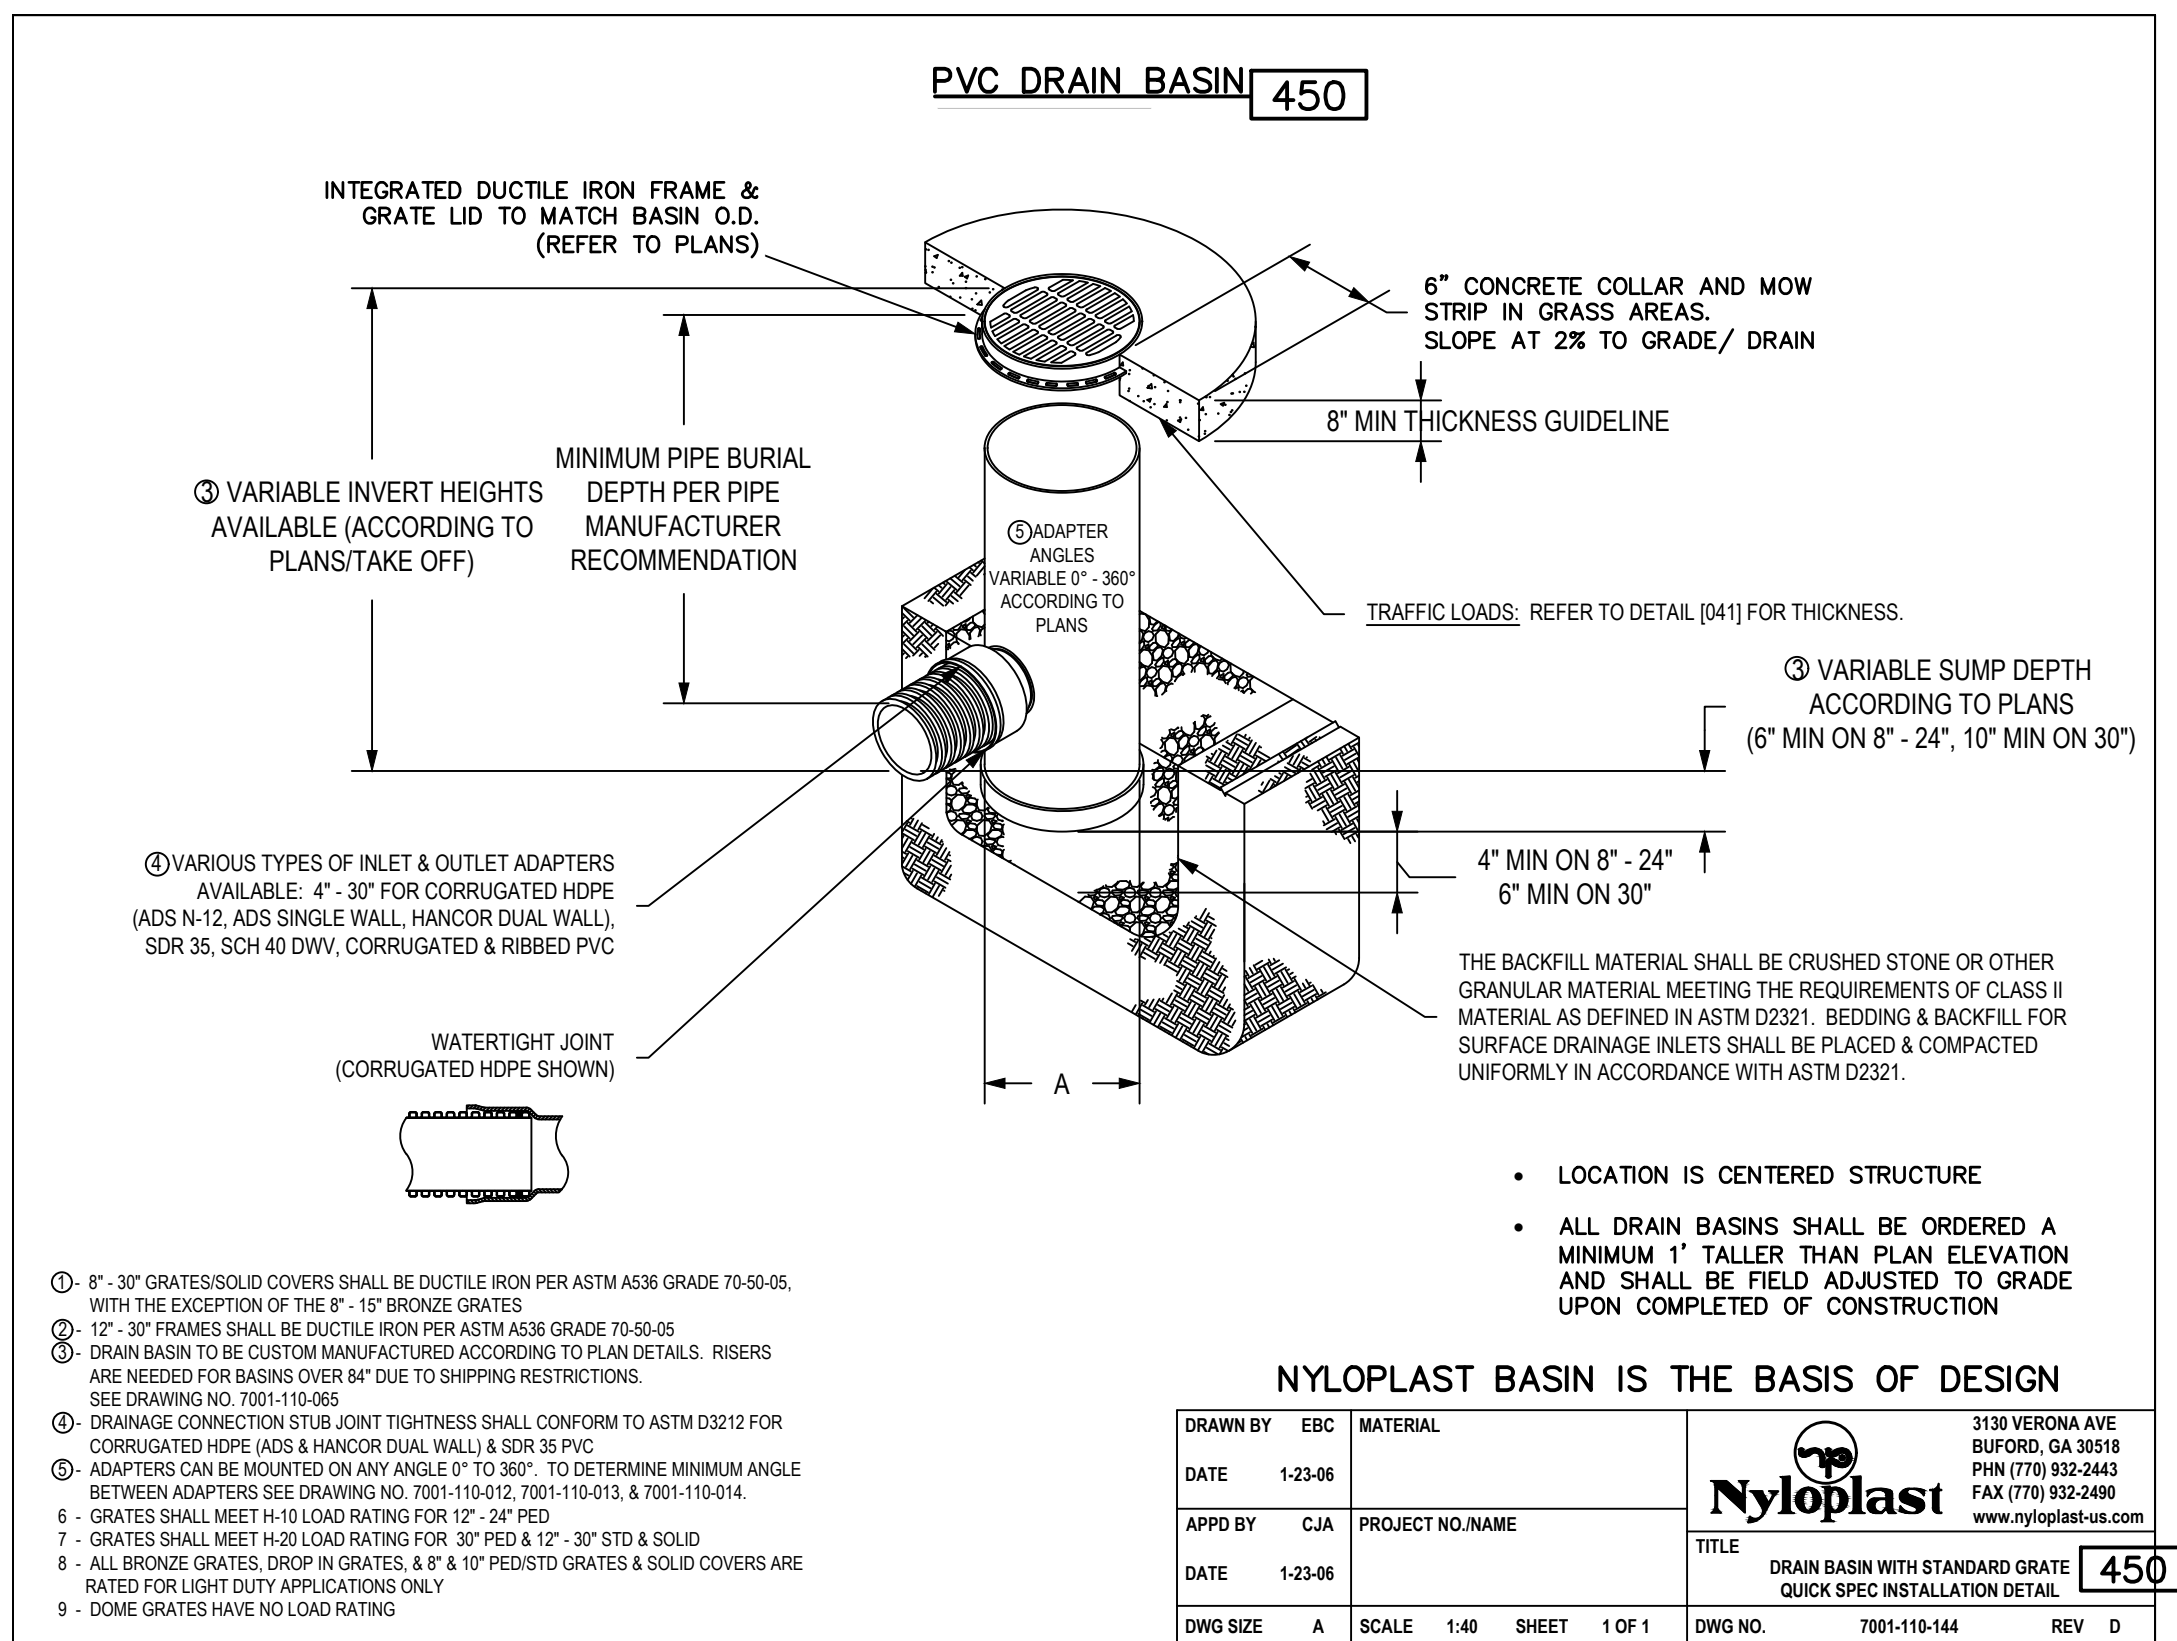 PVC DRAIN BASIN 450
INTEGRATED DUCTILE IRON FRAME &
GRATE LID TO MATCH BASIN O.D.
(REFER TO PLANS)
6" CONCRETE COLLAR AND MOW
STRIP IN GRASS AREAS.
SLOPE AT 2% TO GRADE/ DRAIN
8" MIN THICKNESS GUIDELINE
③ VARIABLE INVERT HEIGHTS
AVAILABLE (ACCORDING TO
PLANS/TAKE OFF)
MINIMUM PIPE BURIAL
DEPTH PER PIPE
MANUFACTURER
RECOMMENDATION
⑤ ADAPTER
ANGLES
VARIABLE 0° - 360°
ACCORDING TO
PLANS
TRAFFIC LOADS: REFER TO DETAIL [041] FOR THICKNESS.
③ VARIABLE SUMP DEPTH
ACCORDING TO PLANS
(6" MIN ON 8" - 24", 10" MIN ON 30")
④ VARIOUS TYPES OF INLET & OUTLET ADAPTERS
AVAILABLE: 4" - 30" FOR CORRUGATED HDPE
(ADS N-12, ADS SINGLE WALL, HANCOR DUAL WALL),
SDR 35, SCH 40 DWV, CORRUGATED & RIBBED PVC
4" MIN ON 8" - 24"
6" MIN ON 30"
THE BACKFILL MATERIAL SHALL BE CRUSHED STONE OR OTHER
GRANULAR MATERIAL MEETING THE REQUIREMENTS OF CLASS II
MATERIAL AS DEFINED IN ASTM D2321. BEDDING & BACKFILL FOR
SURFACE DRAINAGE INLETS SHALL BE PLACED & COMPACTED
UNIFORMLY IN ACCORDANCE WITH ASTM D2321.
WATERTIGHT JOINT
(CORRUGATED HDPE SHOWN)
A
• LOCATION IS CENTERED STRUCTURE
• ALL DRAIN BASINS SHALL BE ORDERED A
MINIMUM 1' TALLER THAN PLAN ELEVATION
AND SHALL BE FIELD ADJUSTED TO GRADE
UPON COMPLETED OF CONSTRUCTION
① - 8" - 30" GRATES/SOLID COVERS SHALL BE DUCTILE IRON PER ASTM A536 GRADE 70-50-05,
WITH THE EXCEPTION OF THE 8" - 15" BRONZE GRATES
② - 12" - 30" FRAMES SHALL BE DUCTILE IRON PER ASTM A536 GRADE 70-50-05
③ - DRAIN BASIN TO BE CUSTOM MANUFACTURED ACCORDING TO PLAN DETAILS. RISERS
ARE NEEDED FOR BASINS OVER 84" DUE TO SHIPPING RESTRICTIONS.
SEE DRAWING NO. 7001-110-065
④ - DRAINAGE CONNECTION STUB JOINT TIGHTNESS SHALL CONFORM TO ASTM D3212 FOR
CORRUGATED HDPE (ADS & HANCOR DUAL WALL) & SDR 35 PVC
⑤ - ADAPTERS CAN BE MOUNTED ON ANY ANGLE 0° TO 360°. TO DETERMINE MINIMUM ANGLE
BETWEEN ADAPTERS SEE DRAWING NO. 7001-110-012, 7001-110-013, & 7001-110-014.
6 - GRATES SHALL MEET H-10 LOAD RATING FOR 12" - 24" PED
7 - GRATES SHALL MEET H-20 LOAD RATING FOR 30" PED & 12" - 30" STD & SOLID
8 - ALL BRONZE GRATES, DROP IN GRATES, & 8" & 10" PED/STD GRATES & SOLID COVERS ARE
RATED FOR LIGHT DUTY APPLICATIONS ONLY
9 - DOME GRATES HAVE NO LOAD RATING
NYLOPLAST BASIN IS THE BASIS OF DESIGN
DRAWN BY EBC
DATE 1-23-06
MATERIAL
APPD BY CJA
DATE 1-23-06
PROJECT NO./NAME
DWG SIZE A
SCALE 1:40 SHEET 1 OF 1
Nyloplast
3130 VERONA AVE
BUFORD, GA 30518
PHN (770) 932-2443
FAX (770) 932-2490
www.nyloplast-us.com
TITLE
DRAIN BASIN WITH STANDARD GRATE
QUICK SPEC INSTALLATION DETAIL
450
DWG NO. 7001-110-144 REV D